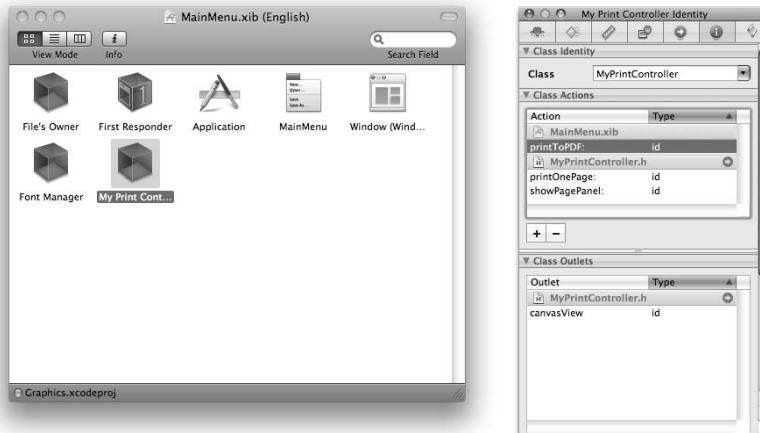 MainMenu.xib (English)
View Mode
Info
Search Field
File's Owner
First Responder
Application
MainMenu
Window (Wind...
Font Manager
My Print Cont...
Graphics.xcodeproj
My Print Controller Identity
Class Identity
Class MyPrintController
Class Actions
Action Type
MainMenu.xib
printToPDF: id
MyPrintController.h
printOnePage: id
showPagePanel: id
+ −
Class Outlets
Outlet Type
MyPrintController.h
canvasView id